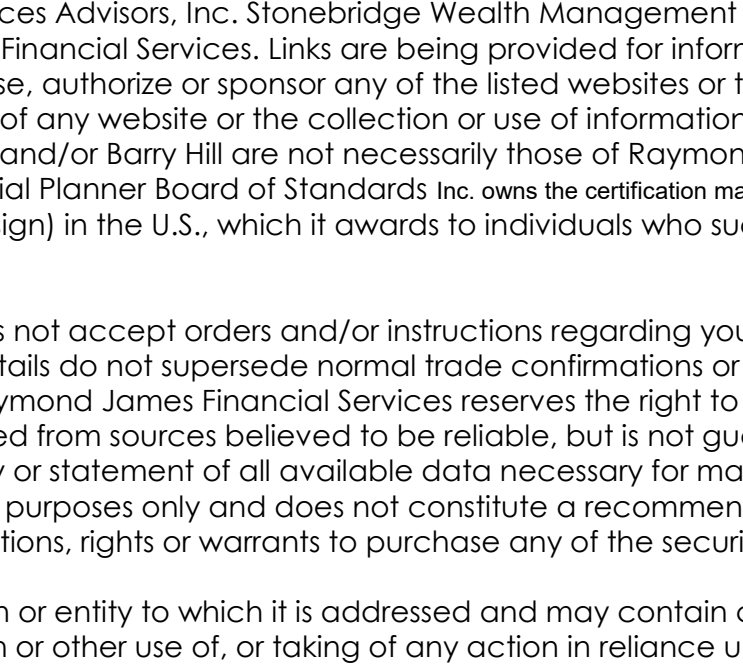 ces Advisors, Inc. Stonebridge Wealth Management
Financial Services. Links are being provided for inforr
se, authorize or sponsor any of the listed websites or t
of any website or the collection or use of information
and/or Barry Hill are not necessarily those of Raymon
ial Planner Board of Standards Inc. owns the certification ma
sign) in the U.S., which it awards to individuals who su
s not accept orders and/or instructions regarding you
tails do not supersede normal trade confirmations or
ymond James Financial Services reserves the right to
ed from sources believed to be reliable, but is not gu
y or statement of all available data necessary for ma
purposes only and does not constitute a recommen
tions, rights or warrants to purchase any of the securi
n or entity to which it is addressed and may contain
n or other use of, or taking of any action in reliance u